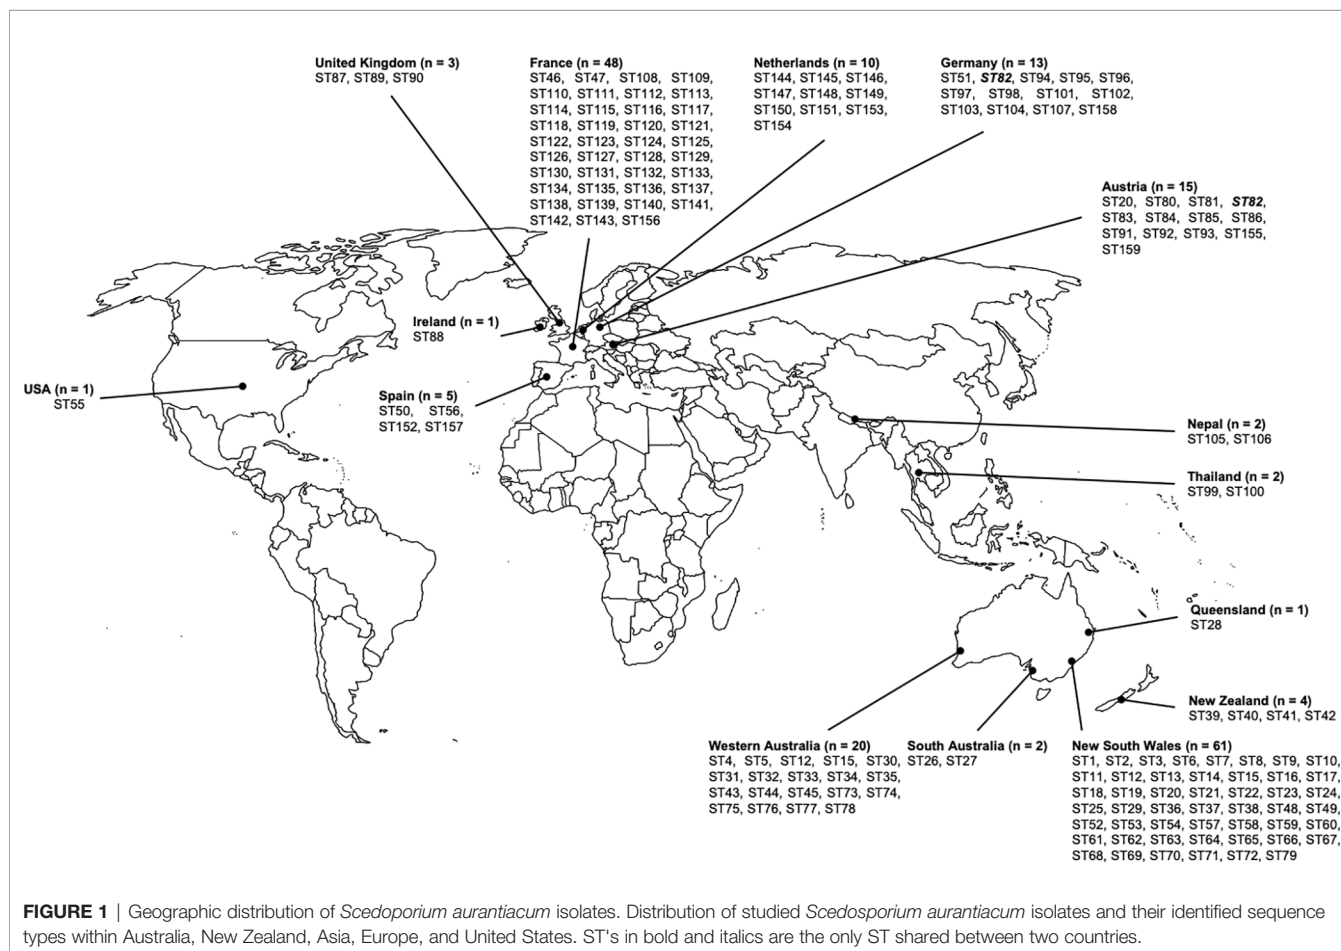 United Kingdom (n = 3)
ST87, ST89, ST90
France (n = 48)
ST46, ST47, ST108, ST109,
ST110, ST111, ST112, ST113,
ST114, ST115, ST116, ST117,
ST118, ST119, ST120, ST121,
ST122, ST123, ST124, ST125,
ST126, ST127, ST128, ST129,
ST130, ST131, ST132, ST133,
ST134, ST135, ST136, ST137,
ST138, ST139, ST140, ST141,
ST142, ST143, ST156
Netherlands (n = 10)
ST144, ST145, ST146,
ST147, ST148, ST149,
ST150, ST151, ST153,
ST154
Germany (n = 13)
ST51, ST82, ST94, ST95, ST96,
ST97, ST98, ST101, ST102,
ST103, ST104, ST107, ST158
Austria (n = 15)
ST20, ST80, ST81, ST82,
ST83, ST84, ST85, ST86,
ST91, ST92, ST93, ST155,
ST159
Ireland (n = 1)
ST88
USA (n = 1)
ST55
Spain (n = 5)
ST50, ST56,
ST152, ST157
Nepal (n = 2)
ST105, ST106
Thailand (n = 2)
ST99, ST100
Queensland (n = 1)
ST28
New Zealand (n = 4)
ST39, ST40, ST41, ST42
Western Australia (n = 20)
ST4, ST5, ST12, ST15, ST30,
ST31, ST32, ST33, ST34, ST35,
ST43, ST44, ST45, ST73, ST74,
ST75, ST76, ST77, ST78
South Australia (n = 2)
ST26, ST27
New South Wales (n = 61)
ST1, ST2, ST3, ST6, ST7, ST8, ST9, ST10,
ST11, ST12, ST13, ST14, ST15, ST16, ST17,
ST18, ST19, ST20, ST21, ST22, ST23, ST24,
ST25, ST29, ST36, ST37, ST38, ST48, ST49,
ST52, ST53, ST54, ST57, ST58, ST59, ST60,
ST61, ST62, ST63, ST64, ST65, ST66, ST67,
ST68, ST69, ST70, ST71, ST72, ST79
FIGURE 1 | Geographic distribution of Scedoporium aurantiacum isolates. Distribution of studied Scedosporium aurantiacum isolates and their identified sequence
types within Australia, New Zealand, Asia, Europe, and United States. ST's in bold and italics are the only ST shared between two countries.